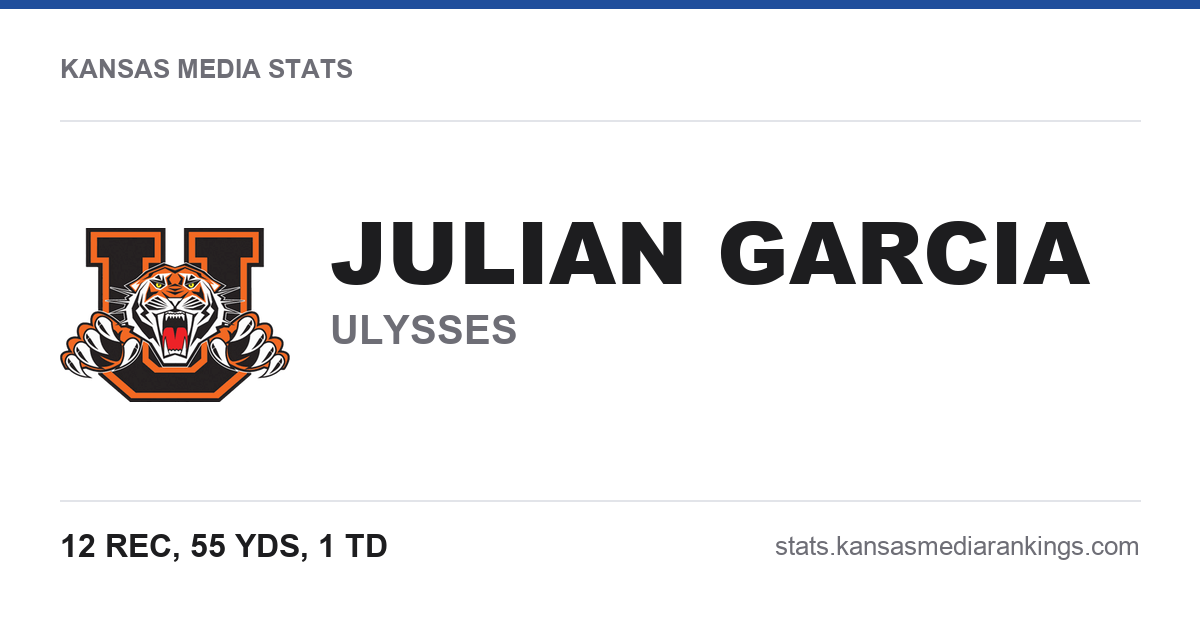 KANSAS MEDIA STATS
U
JULIAN GARCIA
ULYSSES
12 REC, 55 YDS, 1 TD
stats.kansasmediarankings.com